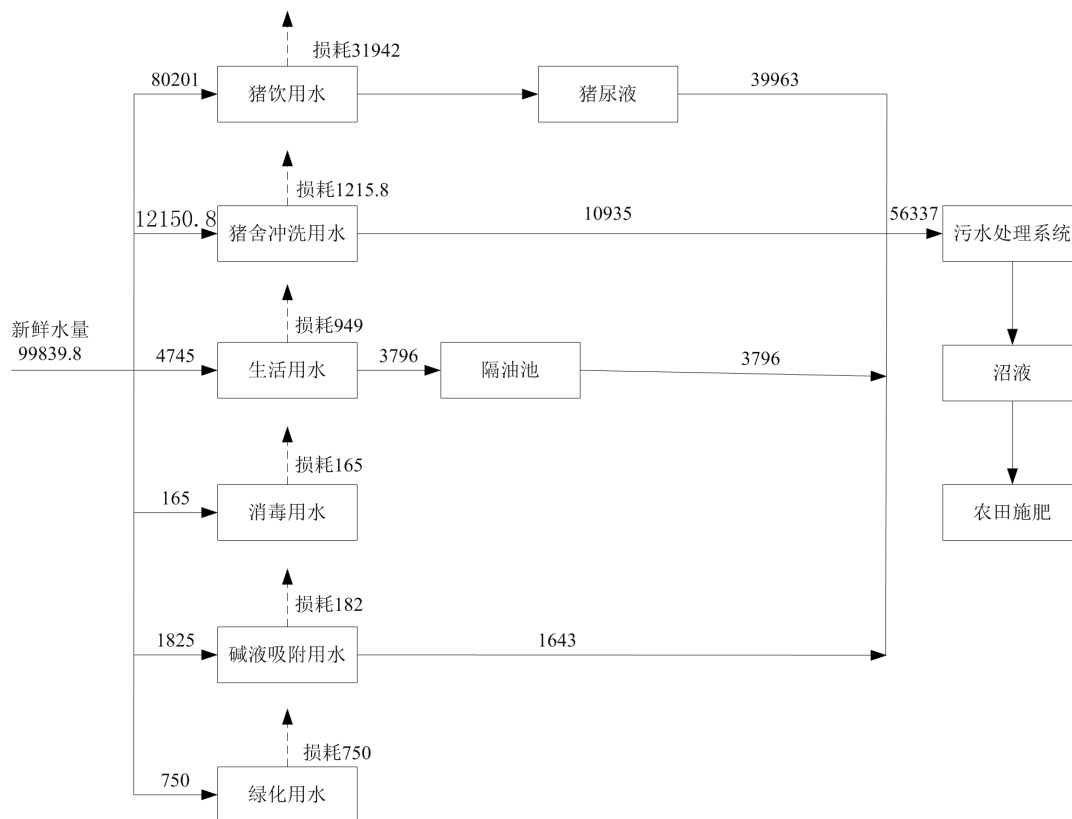 损耗31942
80201
猪饮用水
猪尿液
39963
损耗1215.8
12150.8
猪舍冲洗用水
10935
56337
污水处理系统
新鲜水量
99839.8
损耗949
4745
生活用水
3796
隔油池
3796
沼液
损耗165
165
消毒用水
农田施肥
损耗182
1825
碱液吸附用水
1643
损耗750
750
绿化用水